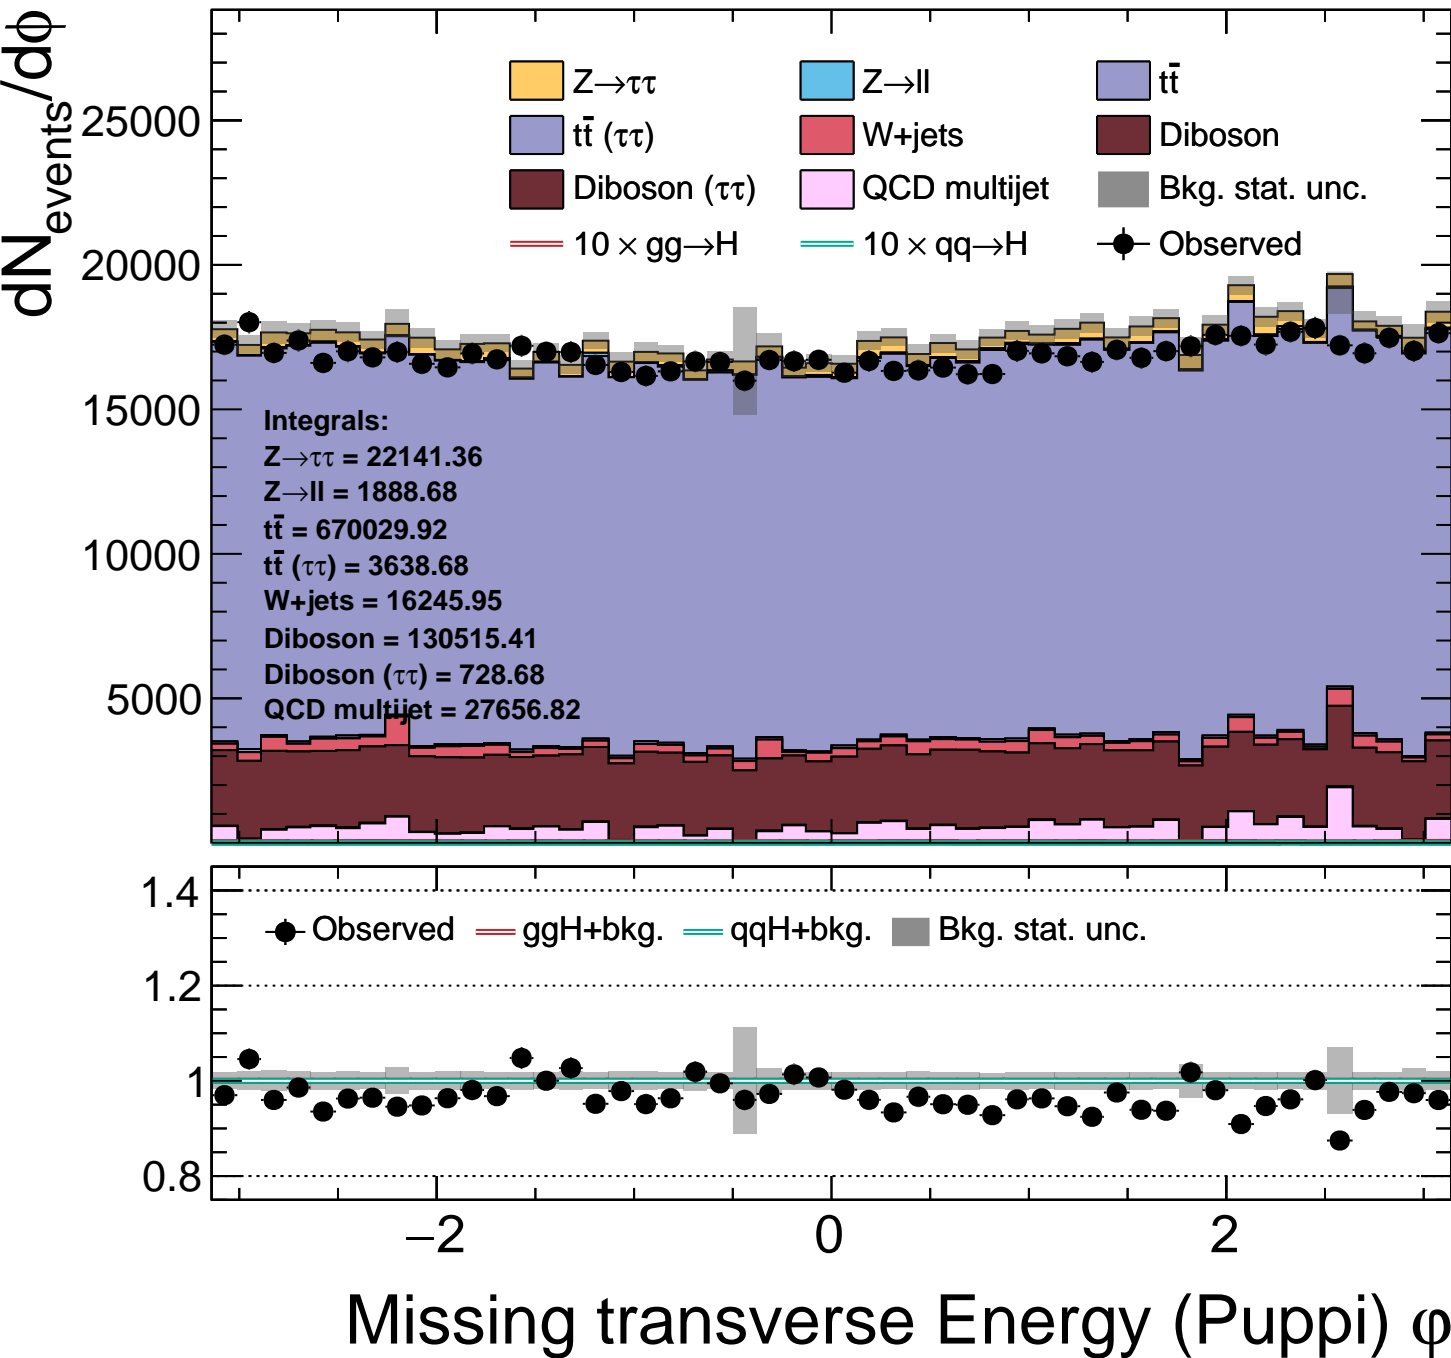 dN_events/dϕ
25000
20000
15000
10000
5000
Z→ττ Z→ll tt̄
tt̄ (ττ) W+jets Diboson
Diboson (ττ) QCD multijet Bkg. stat. unc.
10 × gg→H 10 × qq→H Observed
Integrals:
Z→ττ = 22141.36
Z→ll = 1888.68
tt̄ = 670029.92
tt̄ (ττ) = 3638.68
W+jets = 16245.95
Diboson = 130515.41
Diboson (ττ) = 728.68
QCD multijet = 27656.82
1.4
1.2
1
0.8
Observed ggH+bkg. qqH+bkg. Bkg. stat. unc.
−2 0 2
Missing transverse Energy (Puppi) φ